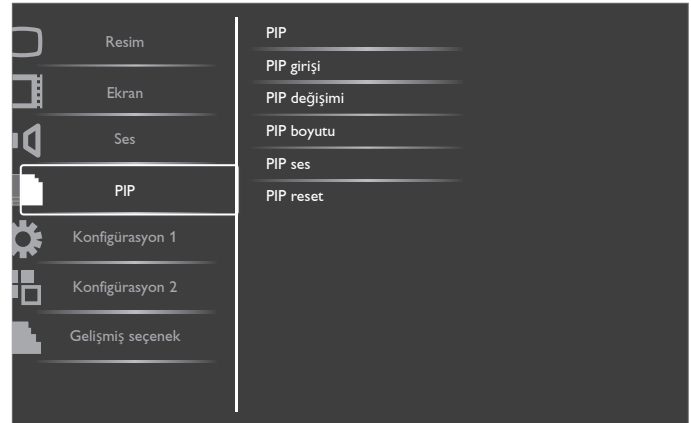 Resim
Ekran
Ses
PIP
Konfigürasyon 1
Konfigürasyon 2
Gelişmiş seçenek
PIP
PIP girişi
PIP değişimi
PIP boyutu
PIP ses
PIP reset